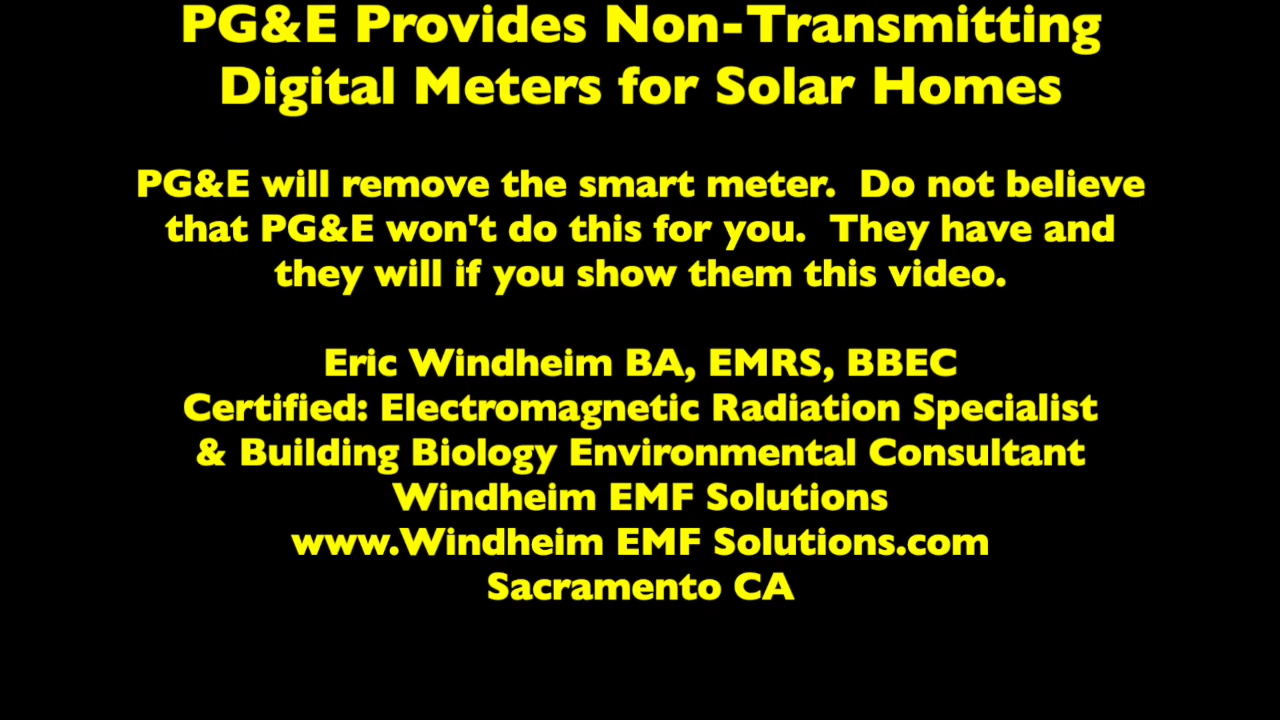 PG&E Provides Non-Transmitting
Digital Meters for Solar Homes
PG&E will remove the smart meter.  Do not believe
that PG&E won't do this for you.  They have and
they will if you show them this video.
Eric Windheim BA, EMRS, BBEC
Certified: Electromagnetic Radiation Specialist
& Building Biology Environmental Consultant
Windheim EMF Solutions
www.Windheim EMF Solutions.com
Sacramento CA